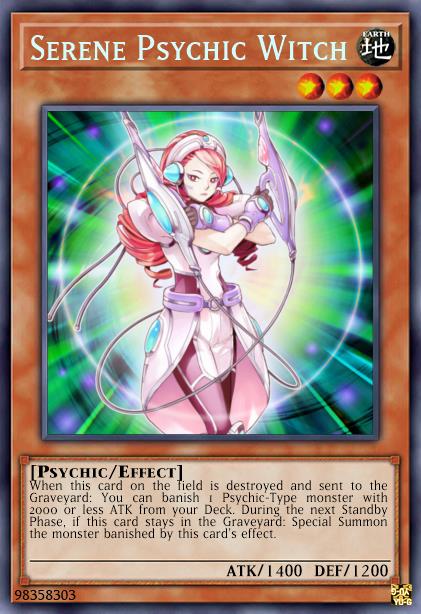 Serene Psychic Witch
EARTH
地
[Psychic/Effect]
When this card on the field is destroyed and sent to the
Graveyard: You can banish 1 Psychic-Type monster with
2000 or less ATK from your Deck. During the next Standby
Phase, if this card stays in the Graveyard: Special Summon
the monster banished by this card's effect.
ATK/1400 DEF/1200
98358303